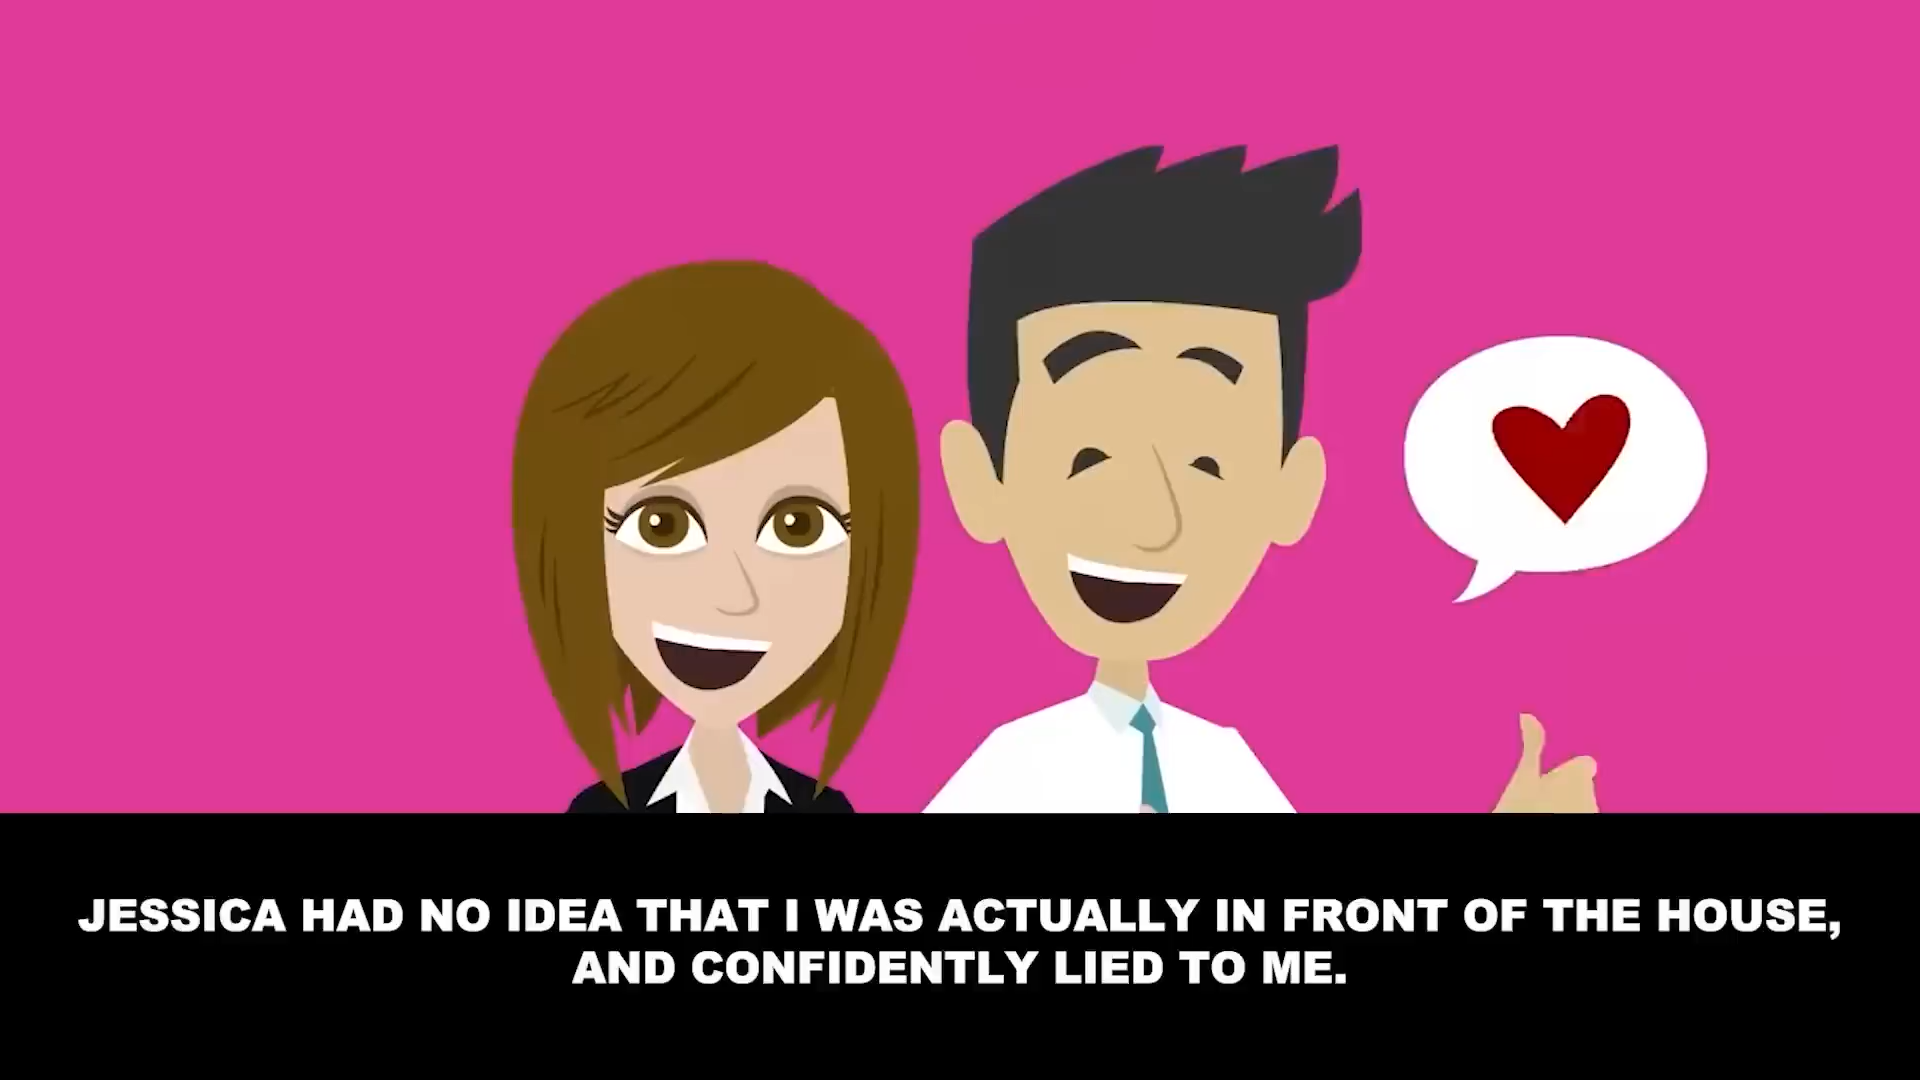 JESSICA HAD NO IDEA THAT I WAS ACTUALLY IN FRONT OF THE HOUSE,
AND CONFIDENTLY LIED TO ME.